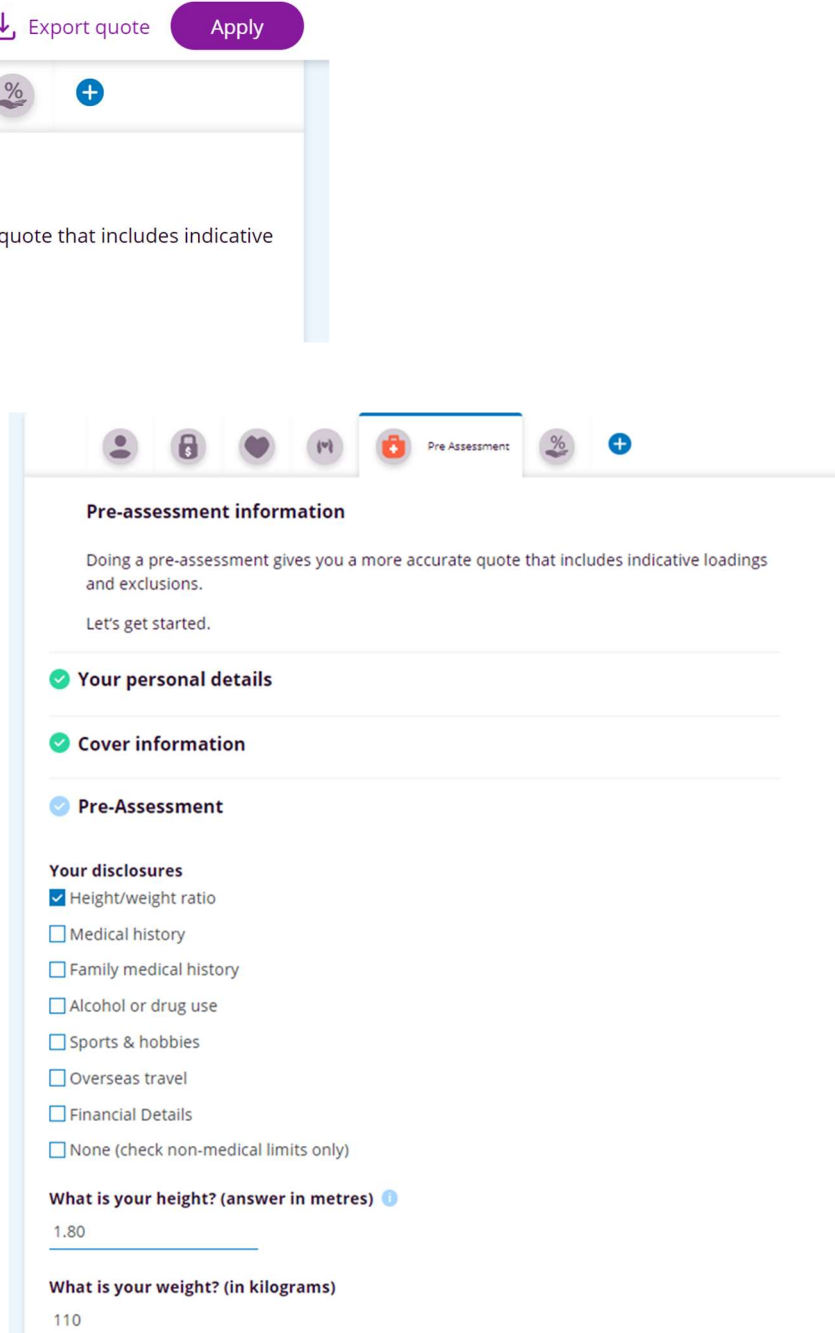 Export quote
Apply
quote that includes indicative
Pre Assessment
Pre-assessment information
Doing a pre-assessment gives you a more accurate quote that includes indicative loadings
and exclusions.
Let's get started.
Your personal details
Cover information
Pre-Assessment
Your disclosures
Height/weight ratio
Medical history
Family medical history
Alcohol or drug use
Sports & hobbies
Overseas travel
Financial Details
None (check non-medical limits only)
What is your height? (answer in metres)
1.80
What is your weight? (in kilograms)
110